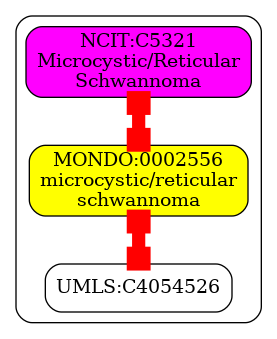 NCIT:C5321
Microcystic/Reticular
Schwannoma
MONDO:0002556
microcystic/reticular
schwannoma
UMLS:C4054526